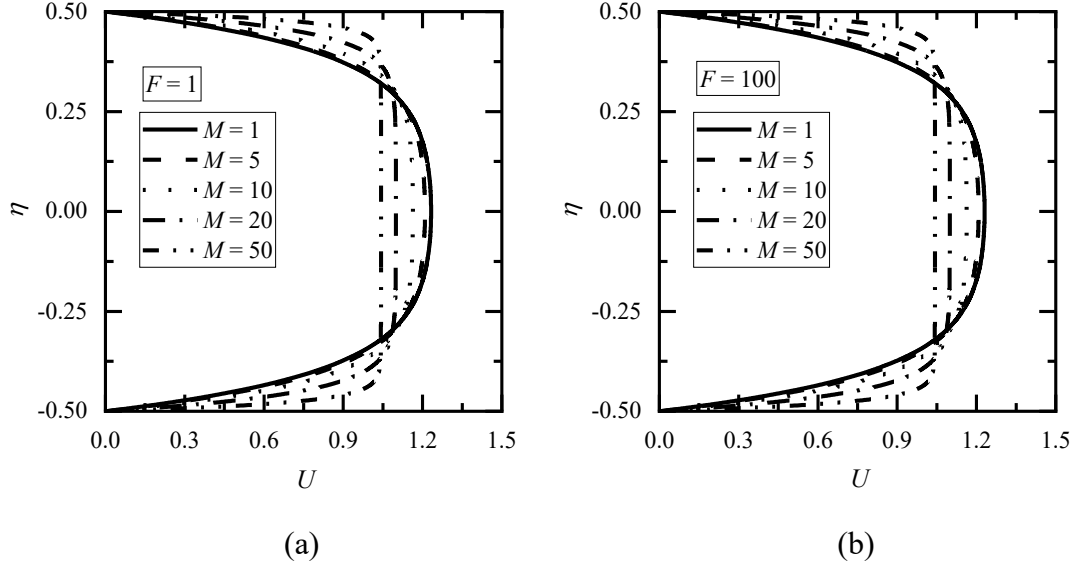 0.50
0.25
0.00
-0.25
-0.50
η
F = 1
M = 1
M = 5
M = 10
M = 20
M = 50
0.0 0.3 0.6 0.9 1.2 1.5
U
(a)
0.50
0.25
0.00
-0.25
-0.50
η
F = 100
M = 1
M = 5
M = 10
M = 20
M = 50
0.0 0.3 0.6 0.9 1.2 1.5
U
(b)